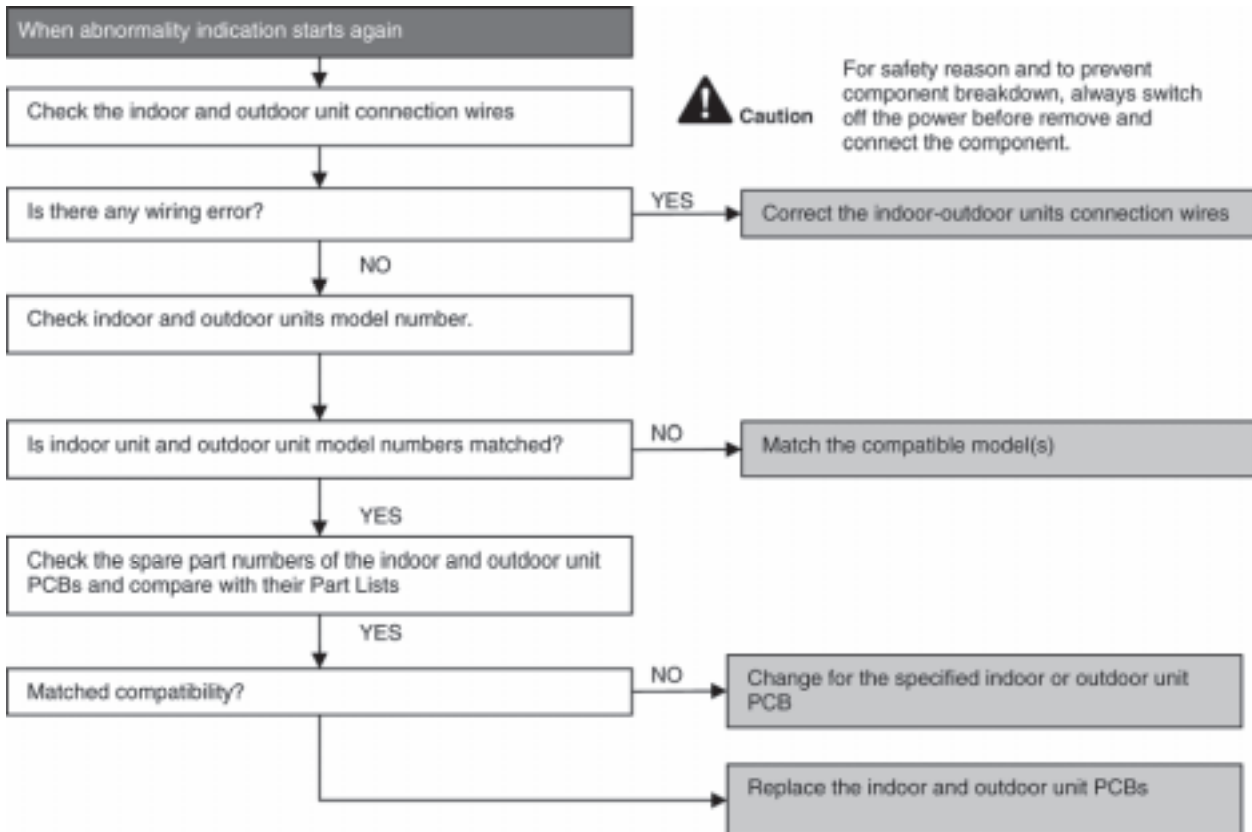 When abnormality indication starts again
Check the indoor and outdoor unit connection wires
Caution
For safety reason and to prevent
component breakdown, always switch
off the power before remove and
connect the component.
Is there any wiring error?
YES
Correct the indoor-outdoor units connection wires
NO
Check indoor and outdoor units model number.
Is indoor unit and outdoor unit model numbers matched?
NO
Match the compatible model(s)
YES
Check the spare part numbers of the indoor and outdoor unit
PCBs and compare with their Part Lists
YES
Matched compatibility?
NO
Change for the specified indoor or outdoor unit
PCB
Replace the indoor and outdoor unit PCBs